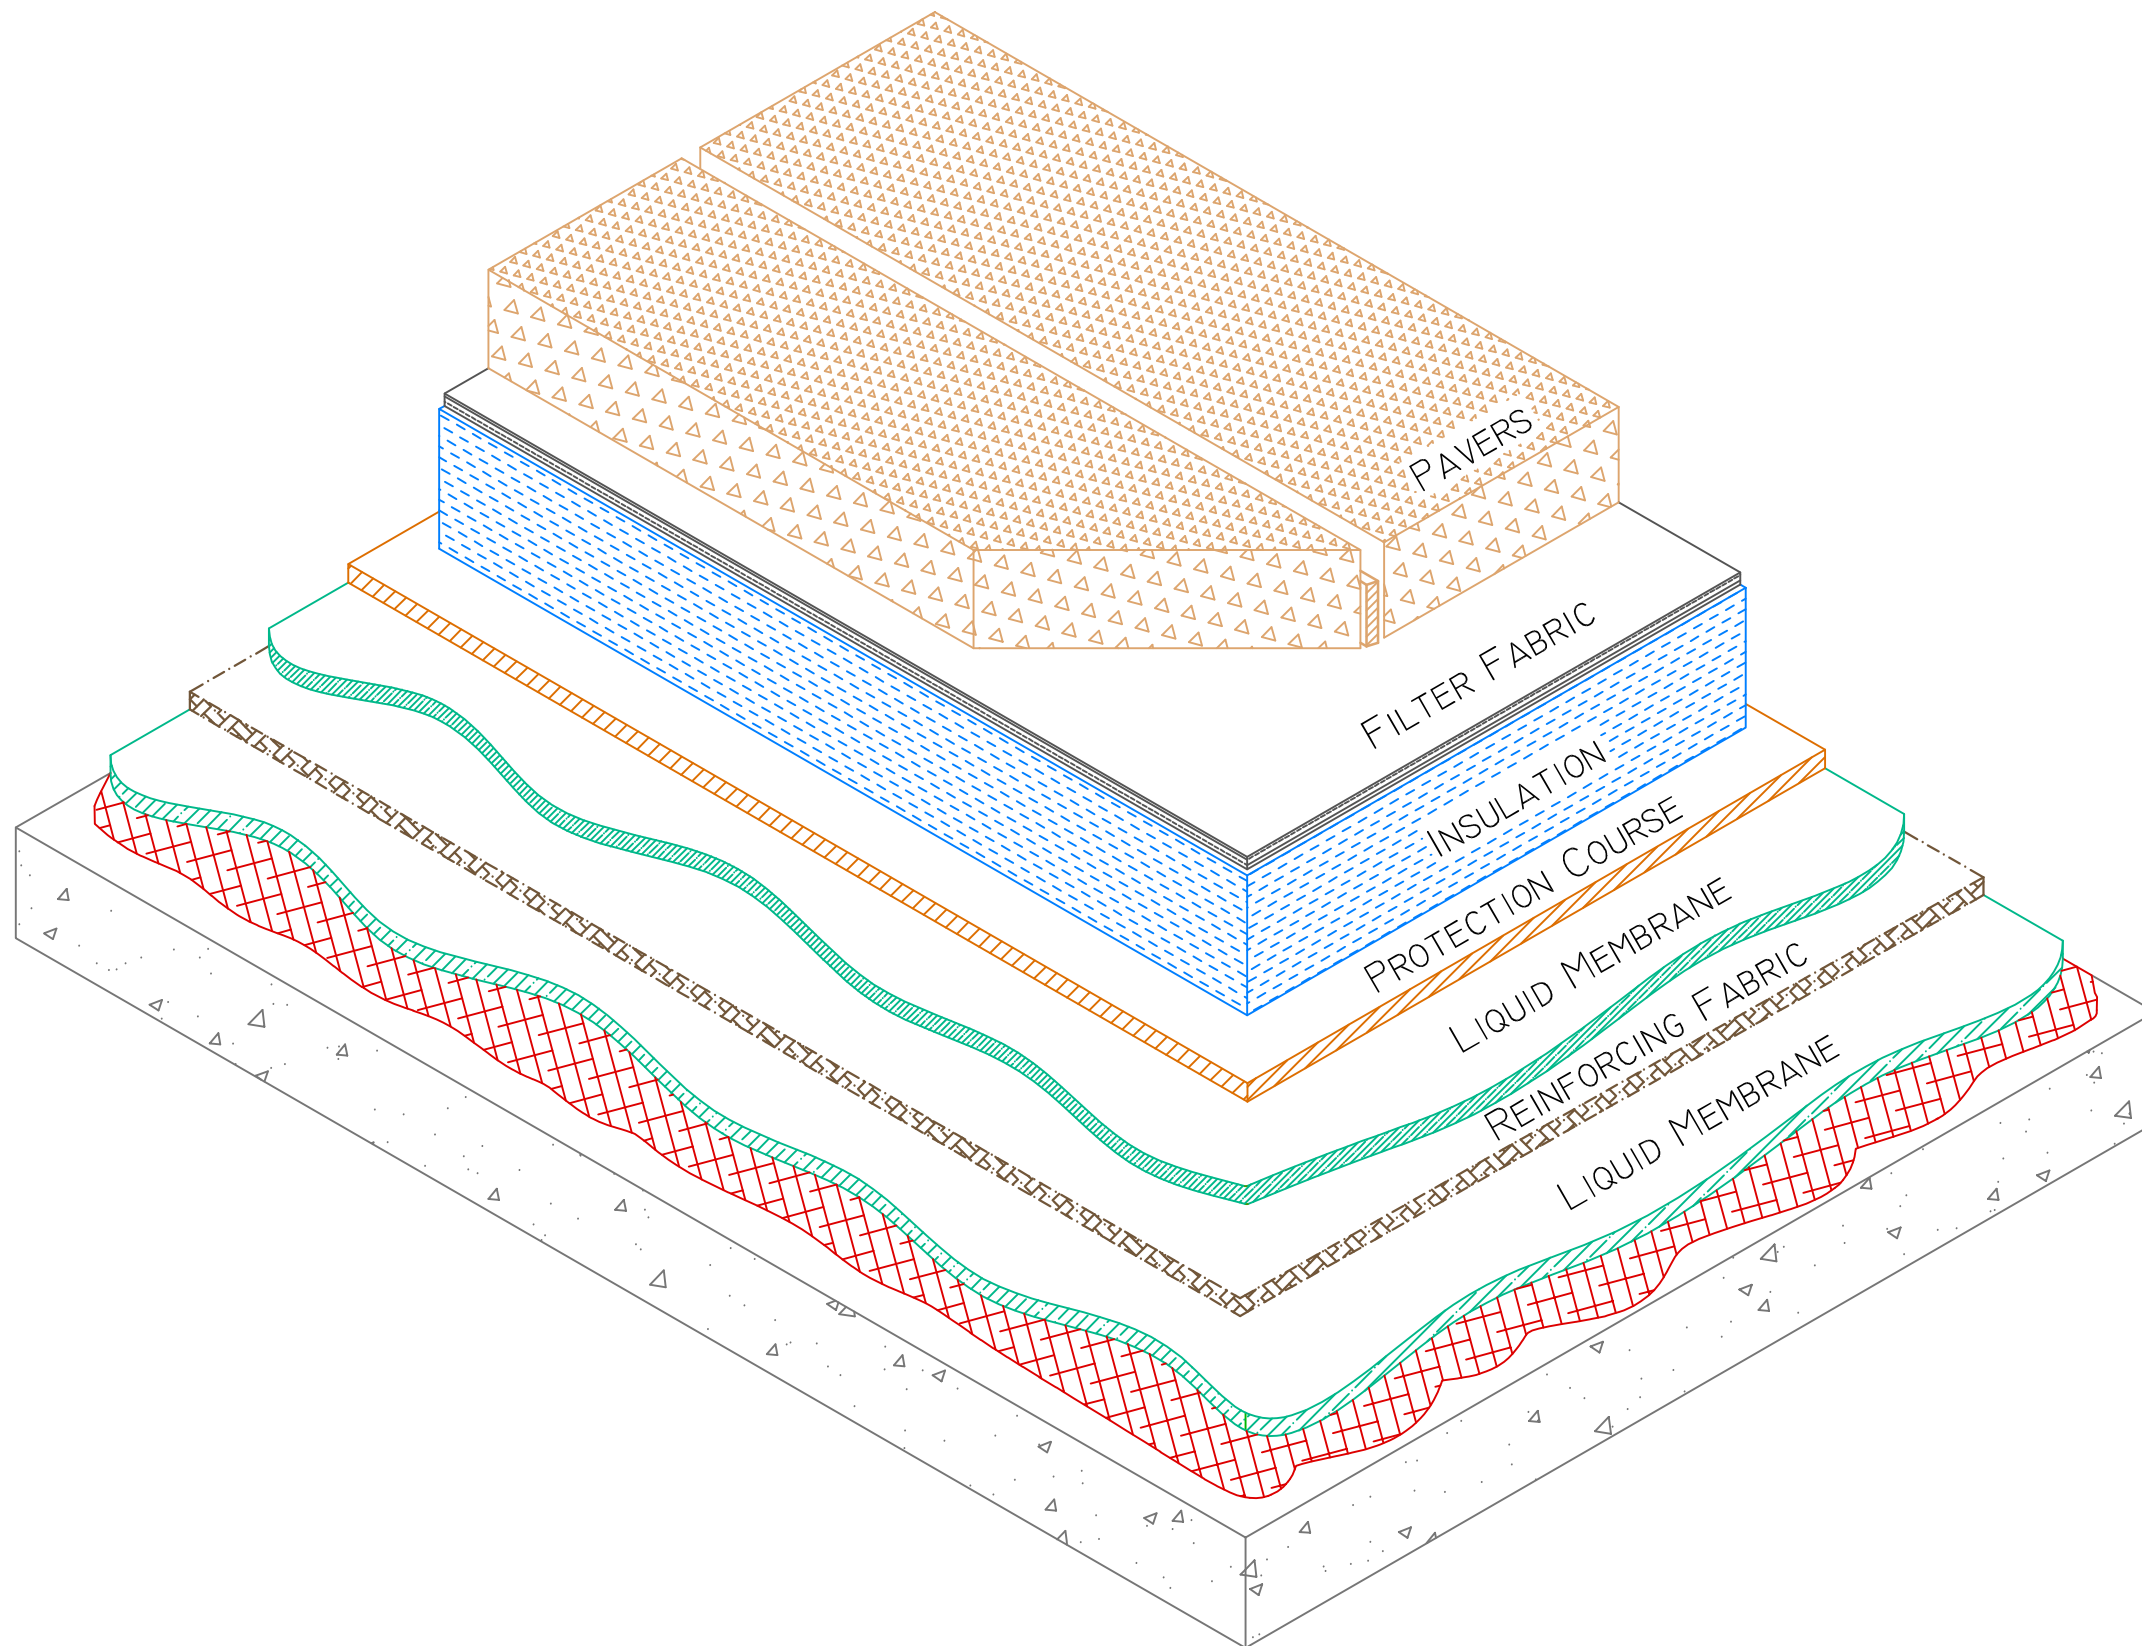 PAVERS
FILTER FABRIC
INSULATION
PROTECTION COURSE
LIQUID MEMBRANE
REINFORCING FABRIC
LIQUID MEMBRANE